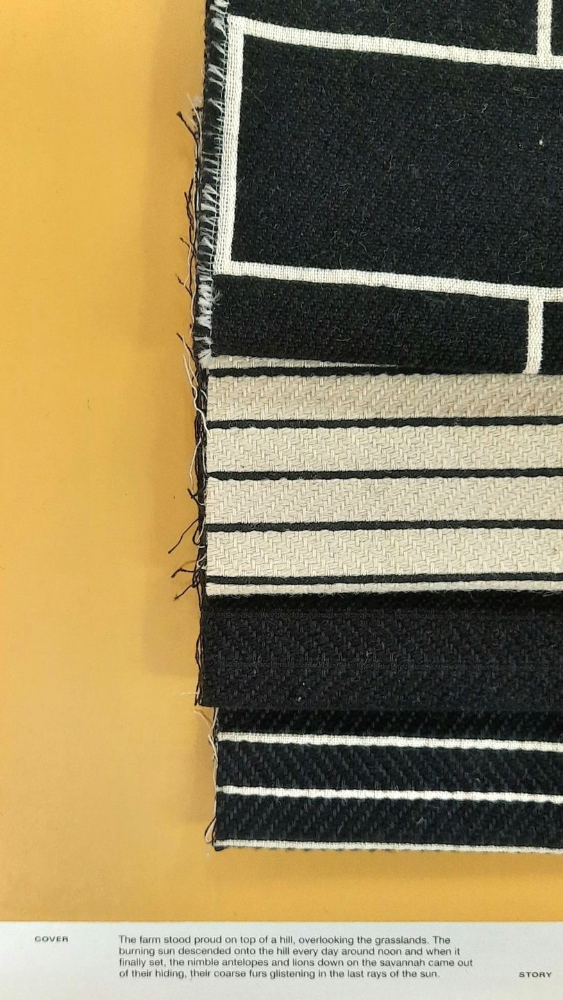 COVER
The farm stood proud on top of a hill, overlooking the grasslands. The
burning sun descended onto the hill every day around noon and when it
finally set, the nimble antelopes and lions down on the savannah came out
of their hiding, their coarse furs glistening in the last rays of the sun.
STORY